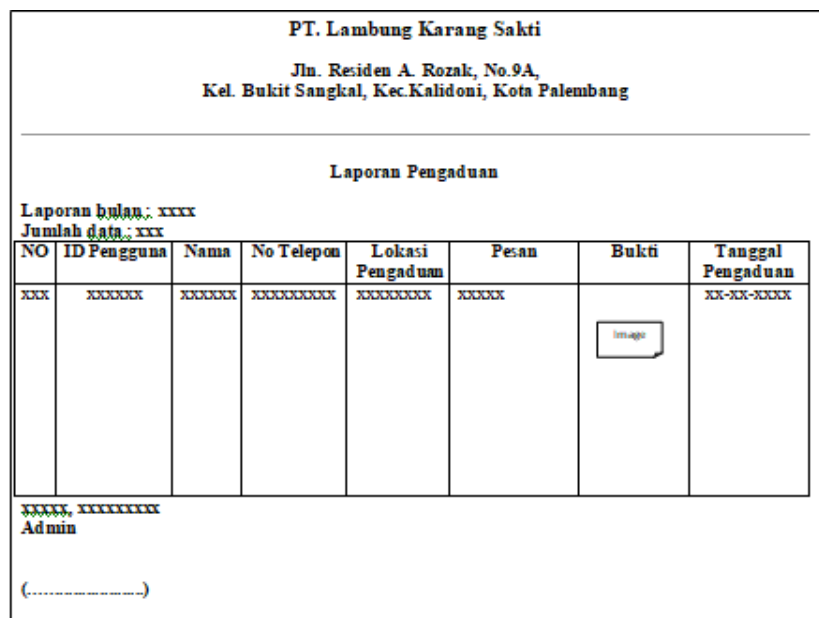 PT. Lambung Karang Sakti
Jln. Residen A. Rozak, No.9A,
Kel. Bukit Sangkal, Kec.Kalidoni, Kota Palembang
Laporan Pengaduan
Laporan bulan : xxxx
Jumlah data : xxx
NO ID Pengguna Nama No Telepon Lokasi Pengaduan Pesan Bukti Tanggal Pengaduan
xxx xxxxxx xxxxxx xxxxxxxxx xxxxxxxx xxxxx Image xx-xx-xxxx
xxxxx, xxxxxxxxx
Admin
(..............................)